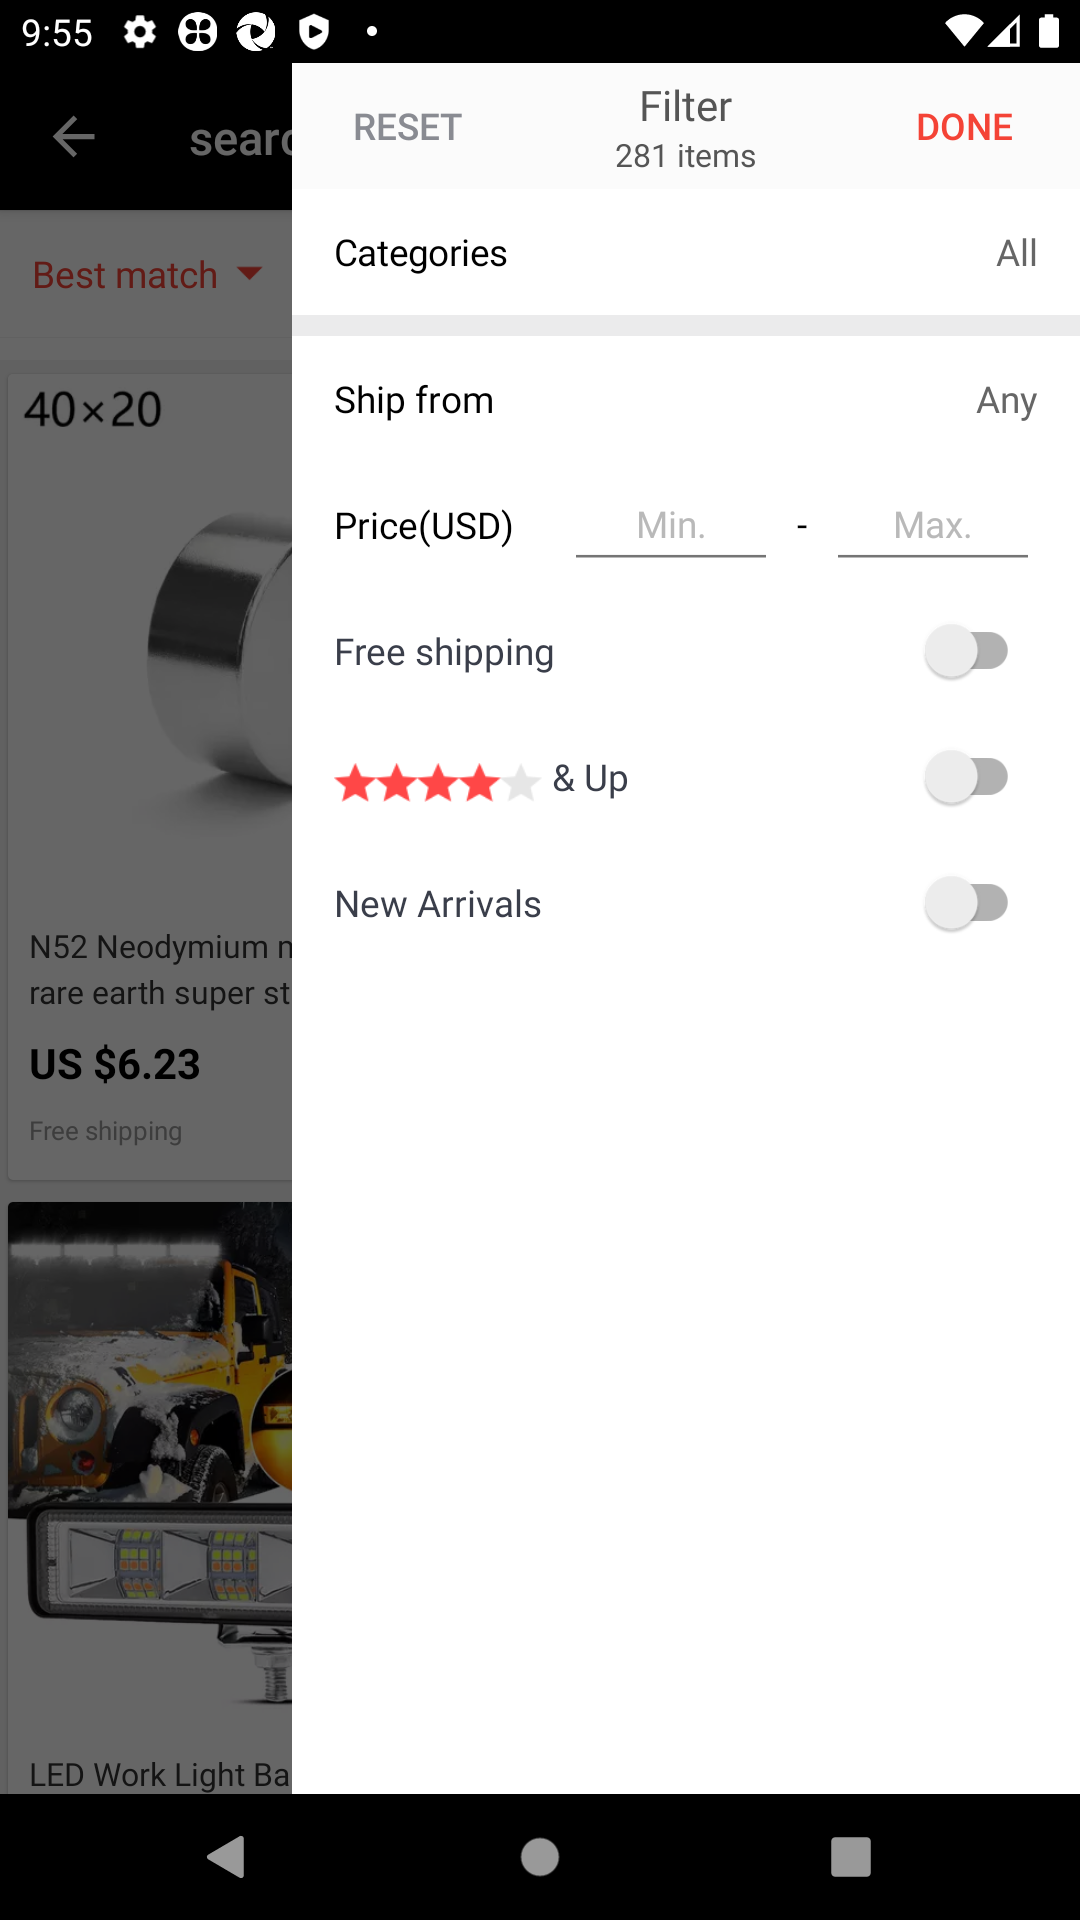 9:55
searc
RESET
Filter
281 items
DONE
Best match
Categories
All
Ship from
Any
Price(USD)
Min.
-
Max.
Free shipping
& Up
New Arrivals
40×20
N52 Neodymium
rare earth super st
US $6.23
Free shipping
LED Work Light Ba